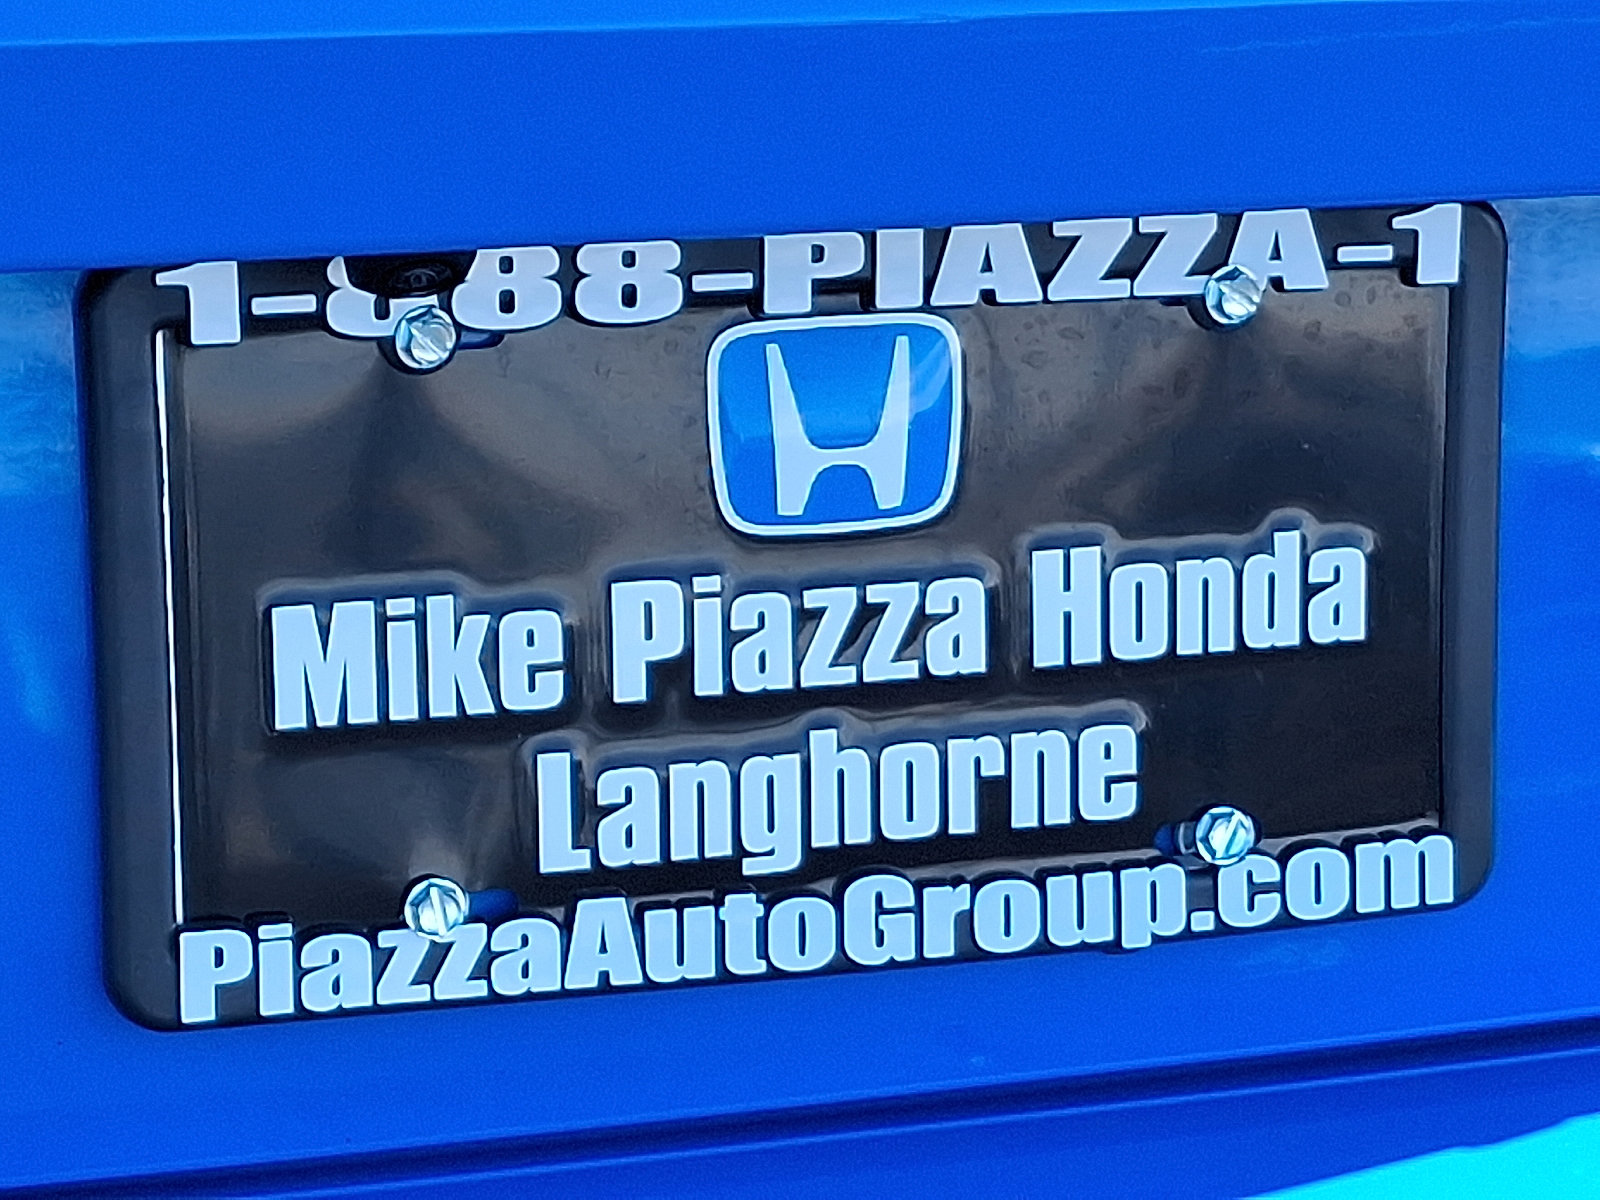 1-888-PIAZZA-1
Mike Piazza Honda
Langhorne
PiazzaAutoGroup.com